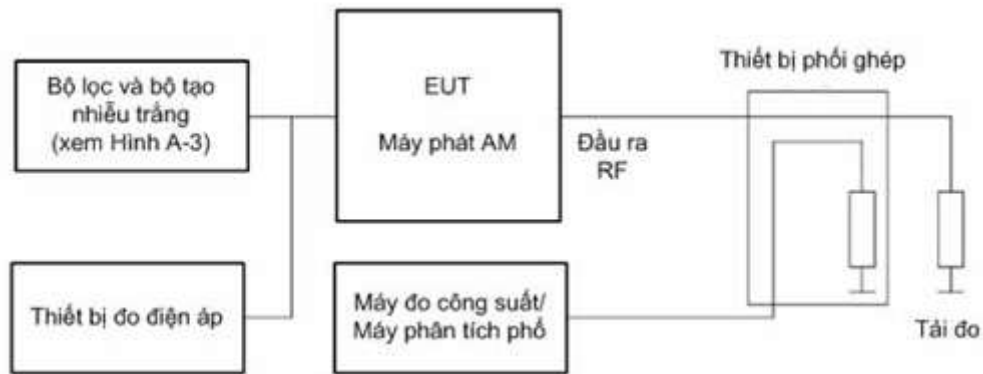 Bộ lọc và bộ tạo
nhiễu trắng
(xem Hình A-3)
EUT
Máy phát AM
Đầu ra
RF
Thiết bị phối ghép
Thiết bị đo điện áp
Máy đo công suất/
Máy phân tích phổ
Tải đo